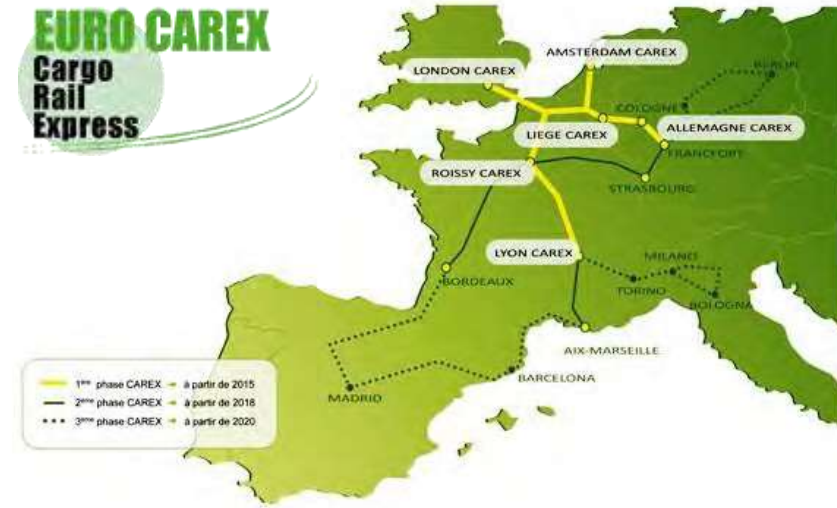 EURO CAREX
Cargo
Rail
Express
AMSTERDAM CAREX
LONDON CAREX
BERLIN
COLOGNE
ALLEMAGNE CAREX
LIEGE CAREX
FRANCFORT
ROISSY CAREX
STRASBOURG
LYON CAREX
MILANO
BORDEAUX
TORINO
BOLOGNA
AIX-MARSEILLE
BARCELONA
MADRID
1ère phase CAREX à partir de 2015
2ème phase CAREX à partir de 2018
3ème phase CAREX à partir de 2020